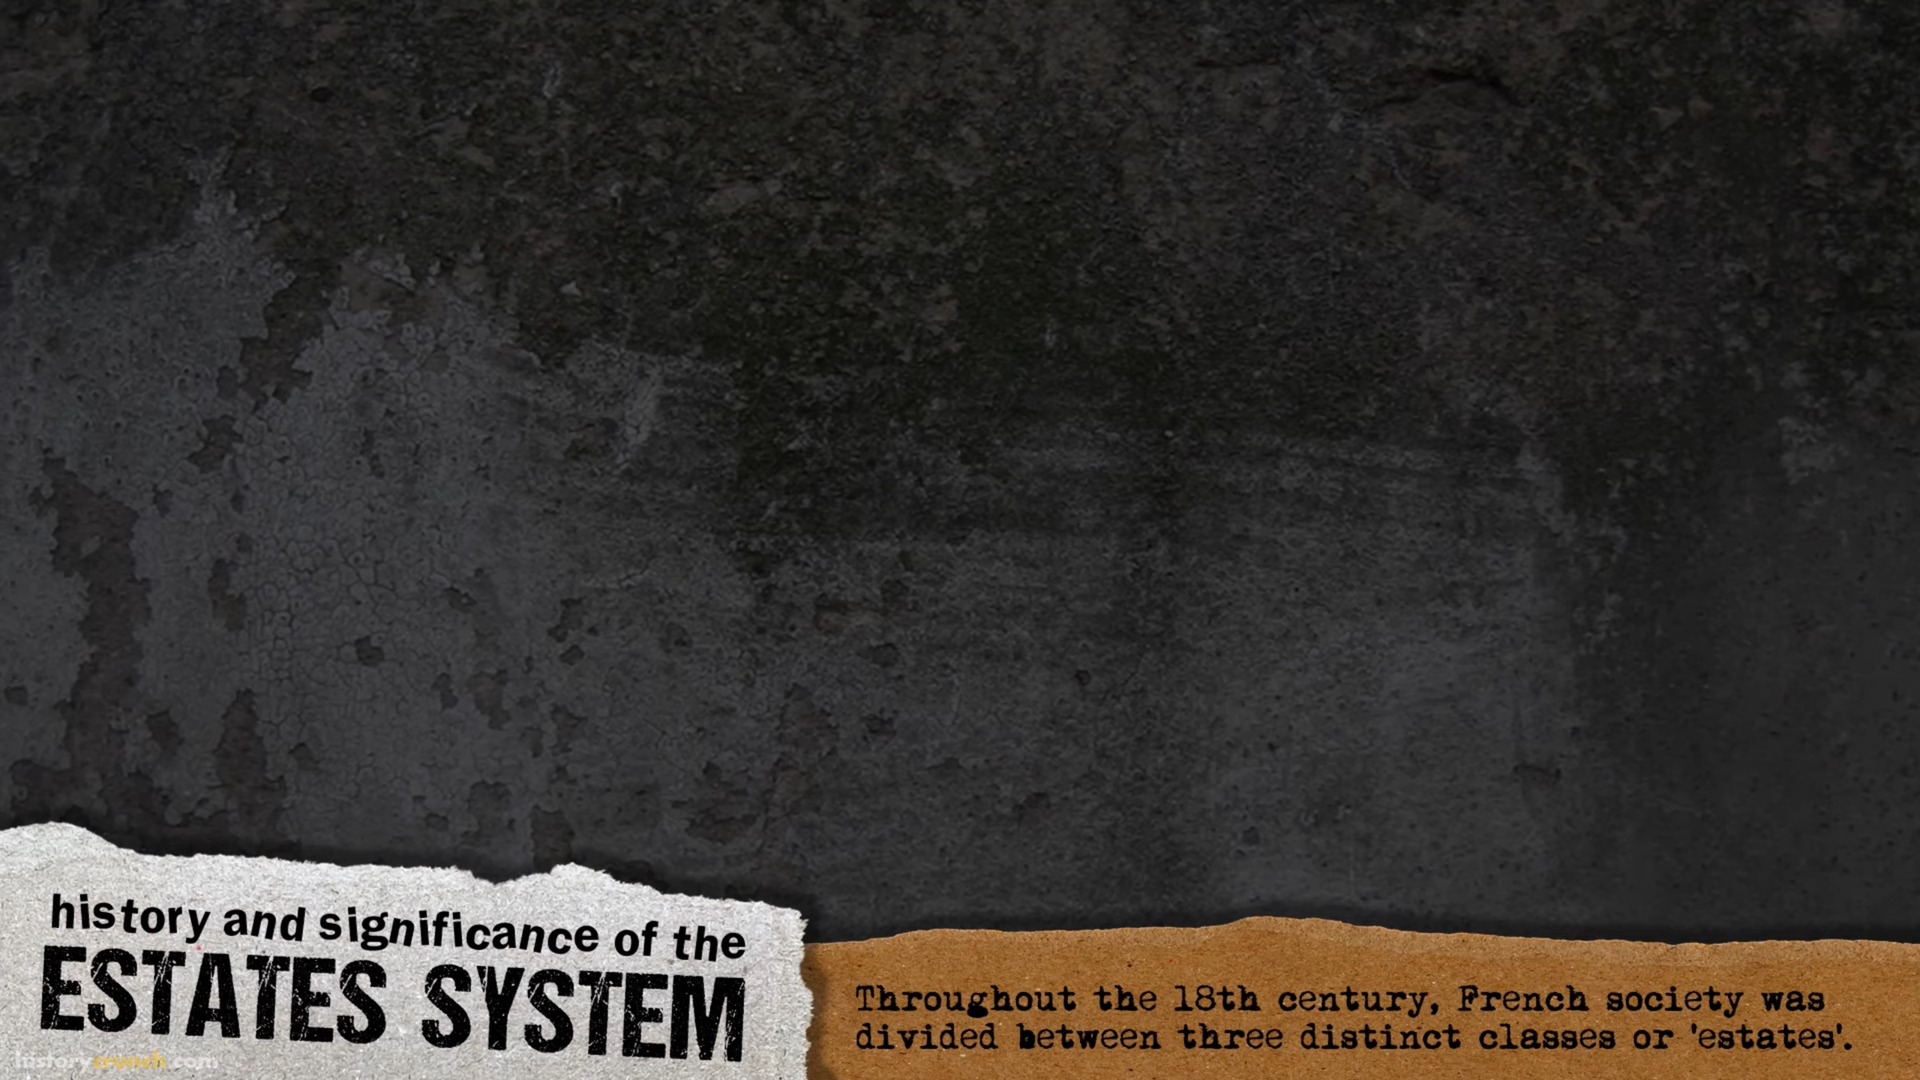 history and significance of the
ESTATES SYSTEM
historycrunch.com
Throughout the 18th century, French society was
divided between three distinct classes or 'estates'.